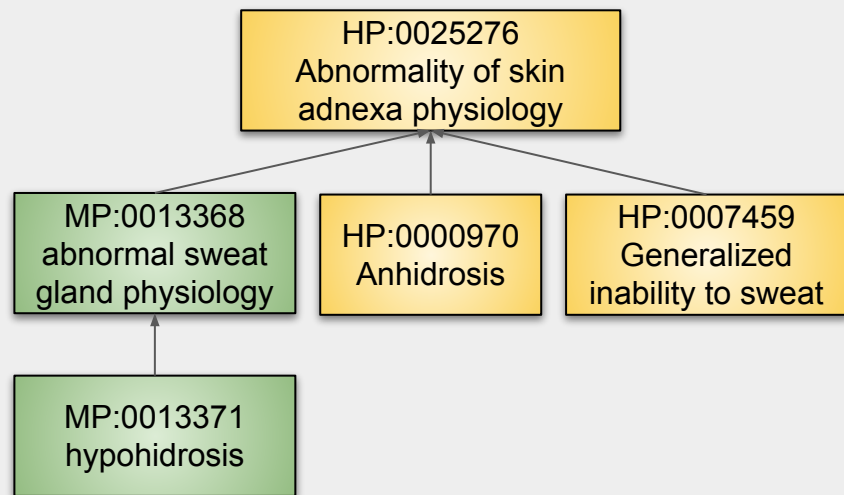 HP:0025276
Abnormality of skin
adnexa physiology
MP:0013368
abnormal sweat
gland physiology
HP:0000970
Anhidrosis
HP:0007459
Generalized
inability to sweat
MP:0013371
hypohidrosis